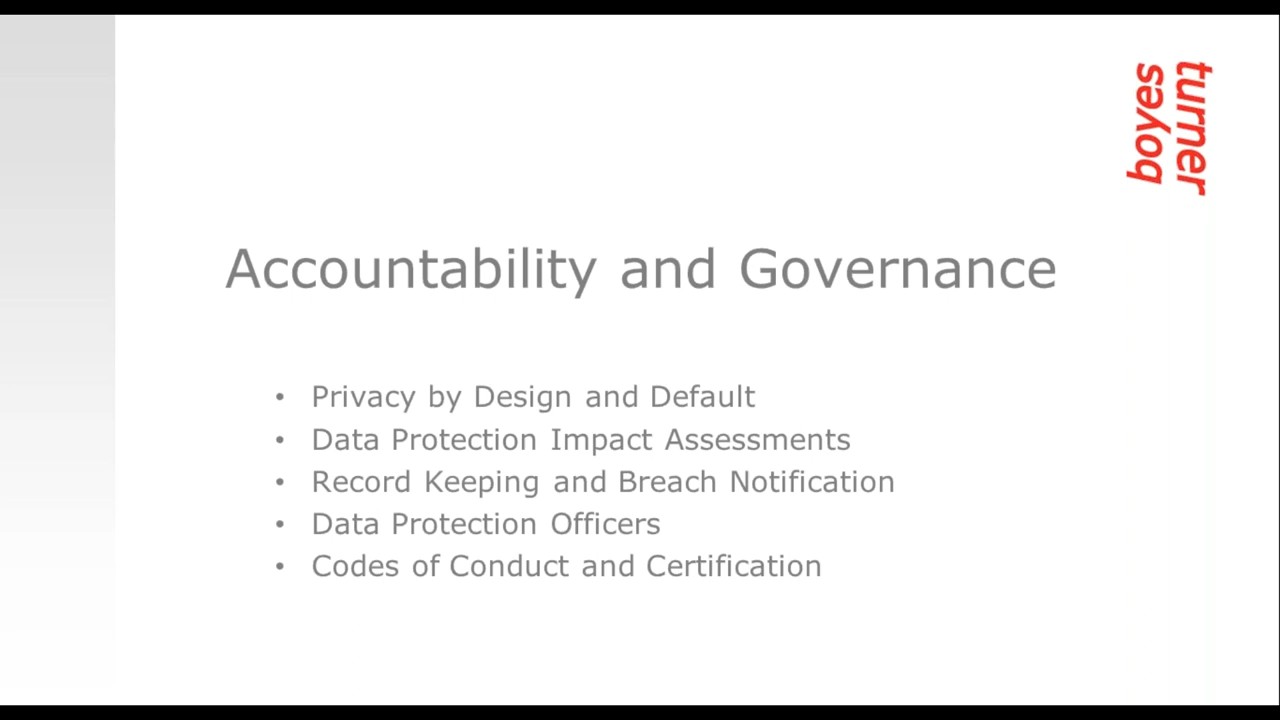 boyes
turner
Accountability and Governance
• Privacy by Design and Default
• Data Protection Impact Assessments
• Record Keeping and Breach Notification
• Data Protection Officers
• Codes of Conduct and Certification